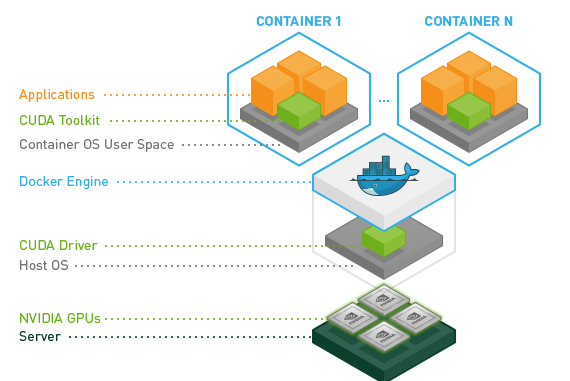 CONTAINER 1
CONTAINER N
...
Applications
CUDA Toolkit
Container OS User Space
Docker Engine
CUDA Driver
Host OS
NVIDIA GPUs
Server